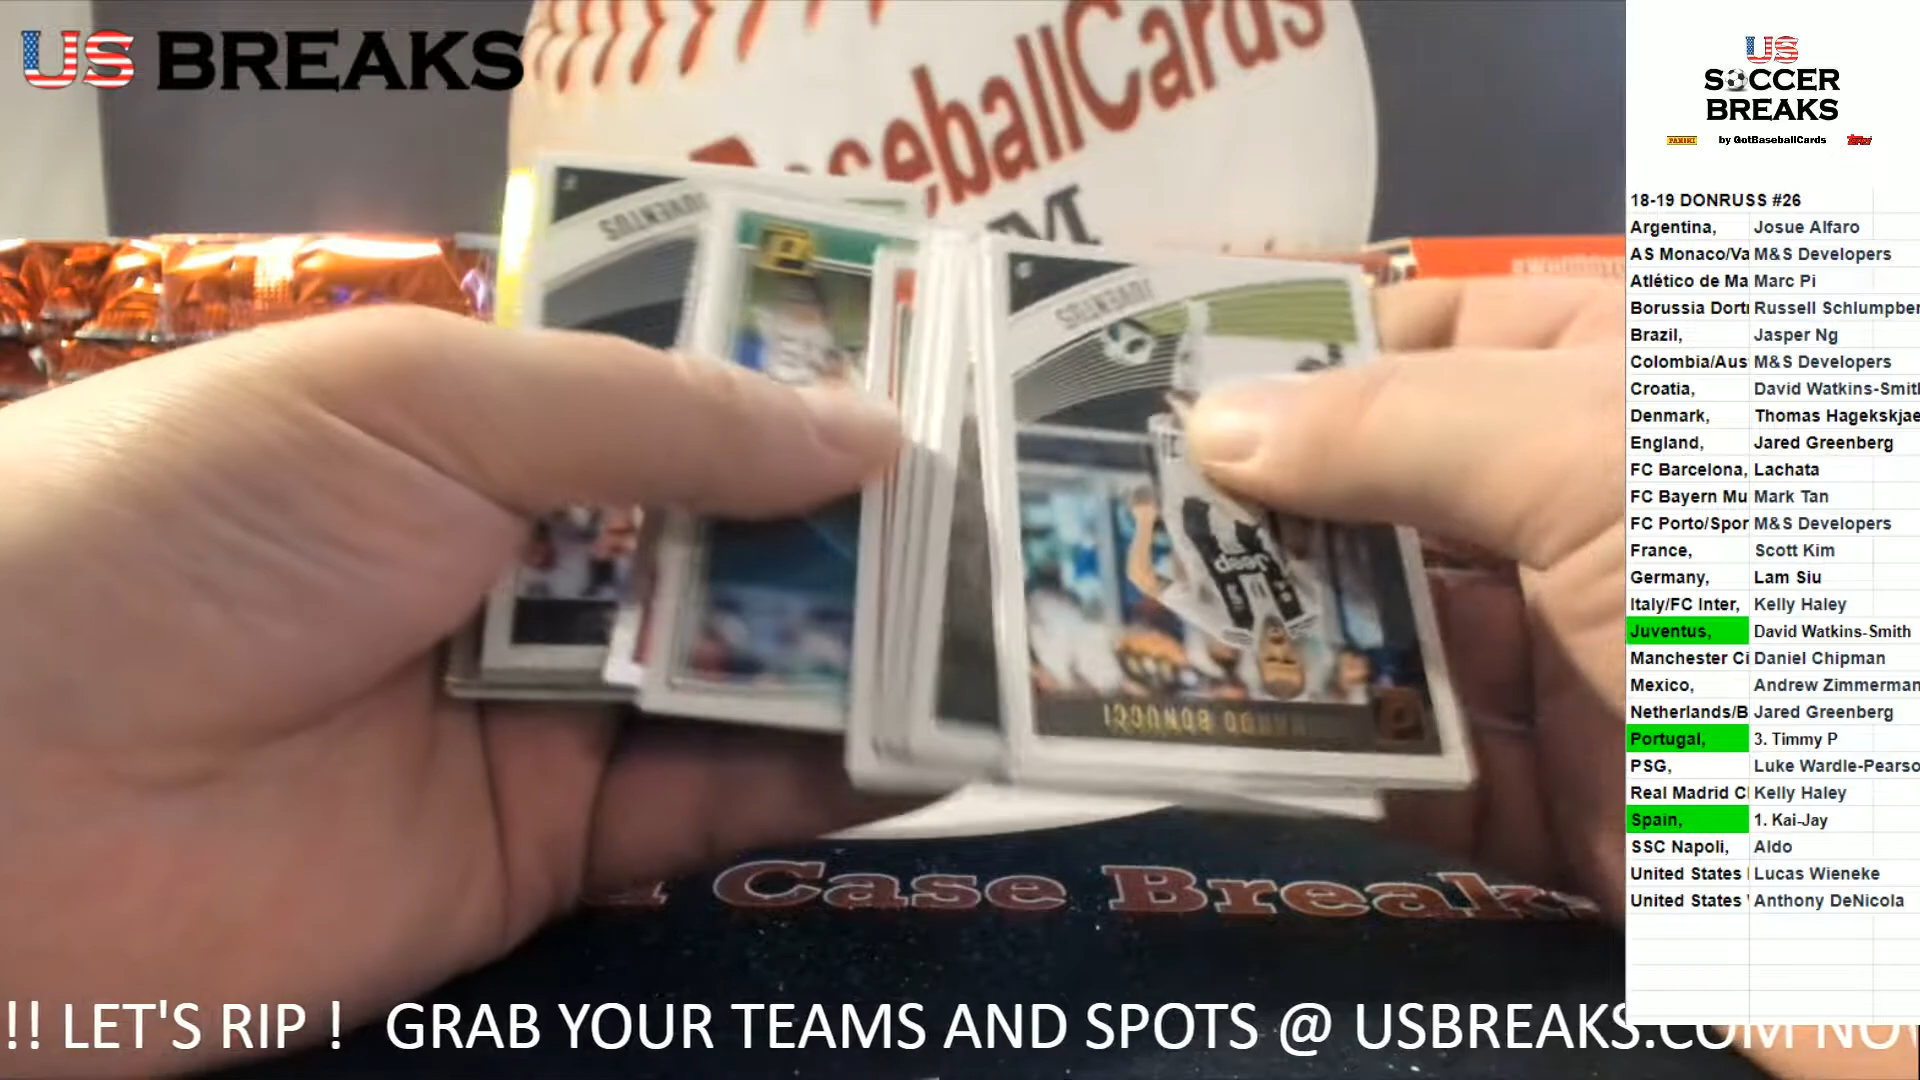 US BREAKS
BaseballCards
M
JUVENTUS
JUVENTUS
Jeep
BONUCCI
Case Break
!! LET'S RIP ! GRAB YOUR TEAMS AND SPOTS @ USBREAKS.COM NO
US
SOCCER
BREAKS
PANINI by GotBaseballCards Topps
18-19 DONRUSS #26
Argentina, Josue Alfaro
AS Monaco/Va M&S Developers
Atlético de Ma Marc Pi
Borussia Dort Russell Schlumpber
Brazil, Jasper Ng
Colombia/Aus M&S Developers
Croatia, David Watkins-Smith
Denmark, Thomas Hagekskjae
England, Jared Greenberg
FC Barcelona, Lachata
FC Bayern Mu Mark Tan
FC Porto/Spor M&S Developers
France, Scott Kim
Germany, Lam Siu
Italy/FC Inter, Kelly Haley
Juventus, David Watkins-Smith
Manchester Ci Daniel Chipman
Mexico, Andrew Zimmerman
Netherlands/B Jared Greenberg
Portugal, 3. Timmy P
PSG, Luke Wardle-Pearso
Real Madrid C Kelly Haley
Spain, 1. Kai-Jay
SSC Napoli, Aldo
United States Lucas Wieneke
United States Anthony DeNicola